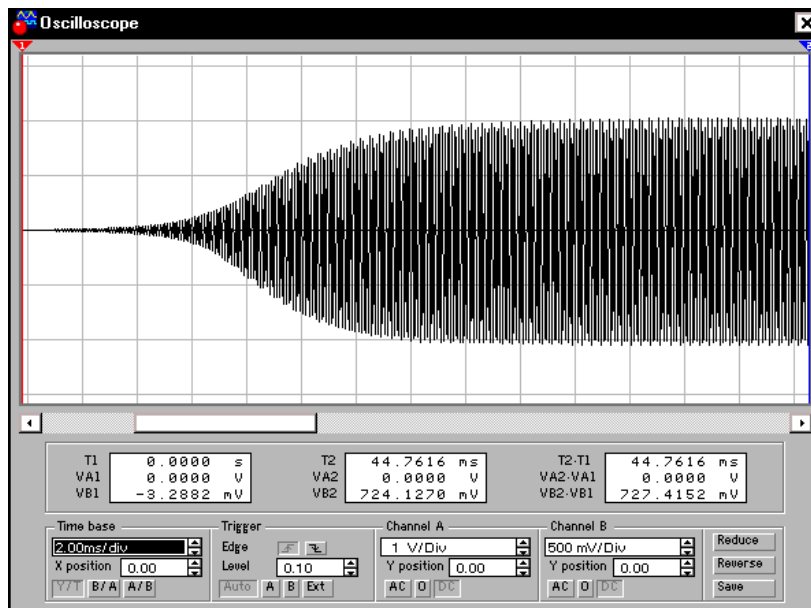 Oscilloscope
1 2
T1 0.0000 s
VA1 0.0000 V
VB1 -3.2882 mV
T2 44.7616 ms
VA2 0.0000 V
VB2 724.1270 mV
T2-T1 44.7616 ms
VA2-VA1 0.0000 V
VB2-VB1 727.4152 mV
Time base
2.00ms/div
X position 0.00
Y/T B/A A/B
Trigger
Edge
Level 0.10
Auto A B Ext
Channel A
1 V/Div
Y position 0.00
AC 0 DC
Channel B
500 mV/Div
Y position 0.00
AC 0 DC
Reduce
Reverse
Save